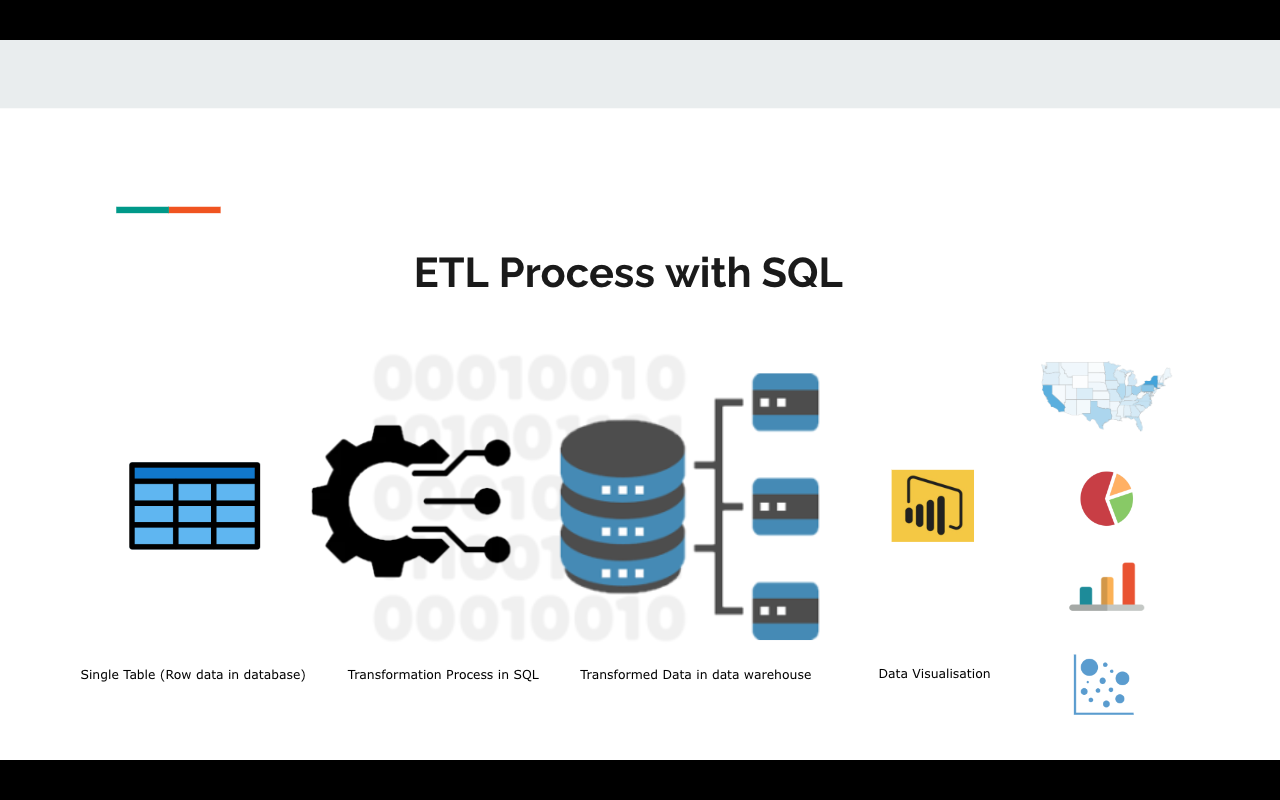 ETL Process with SQL
00010010
00010010
Single Table (Row data in database)
Transformation Process in SQL
Transformed Data in data warehouse
Data Visualisation